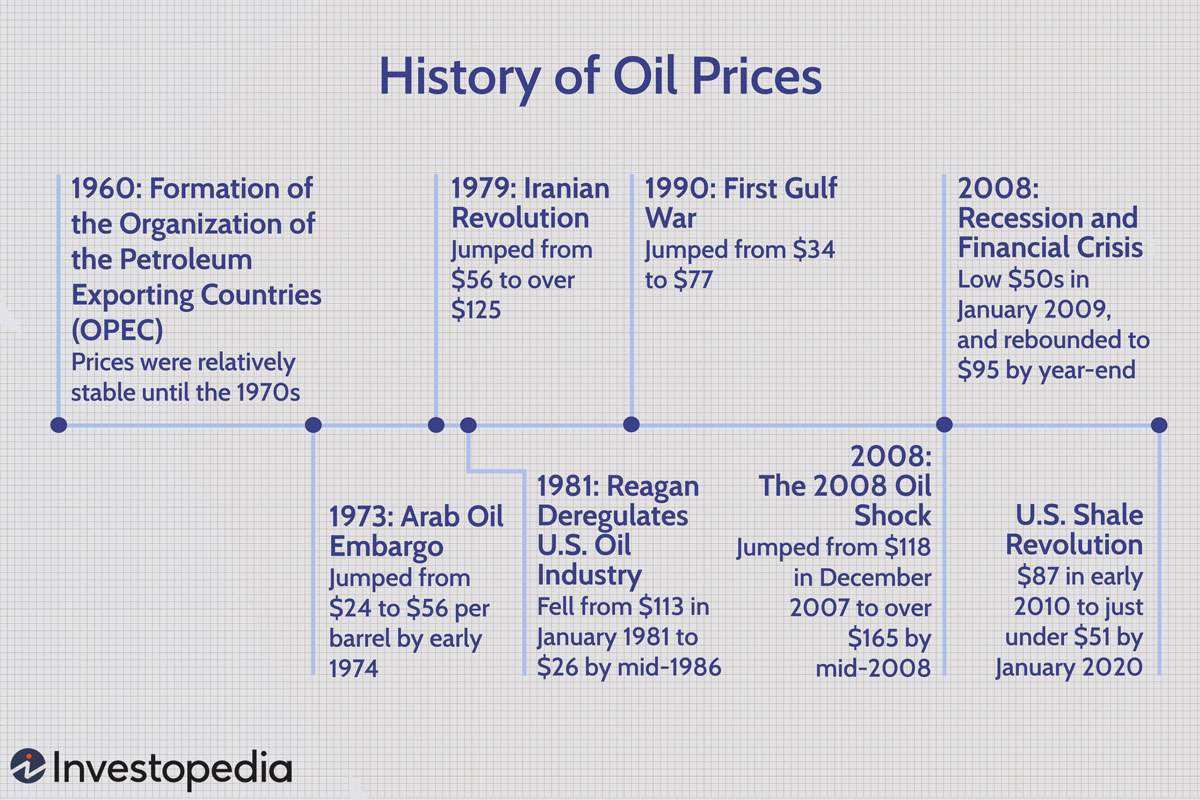 History of Oil Prices
1960: Formation of
the Organization of
the Petroleum
Exporting Countries
(OPEC)
Prices were relatively
stable until the 1970s
1973: Arab Oil
Embargo
Jumped from
$24 to $56 per
barrel by early
1974
1979: Iranian
Revolution
Jumped from
$56 to over
$125
1981: Reagan
Deregulates
U.S. Oil
Industry
Fell from $113 in
January 1981 to
$26 by mid-1986
1990: First Gulf
War
Jumped from $34
to $77
2008:
The 2008 Oil
Shock
Jumped from $118
in December
2007 to over
$165 by
mid-2008
2008:
Recession and
Financial Crisis
Low $50s in
January 2009,
and rebounded to
$95 by year-end
U.S. Shale
Revolution
$87 in early
2010 to just
under $51 by
January 2020
Investopedia